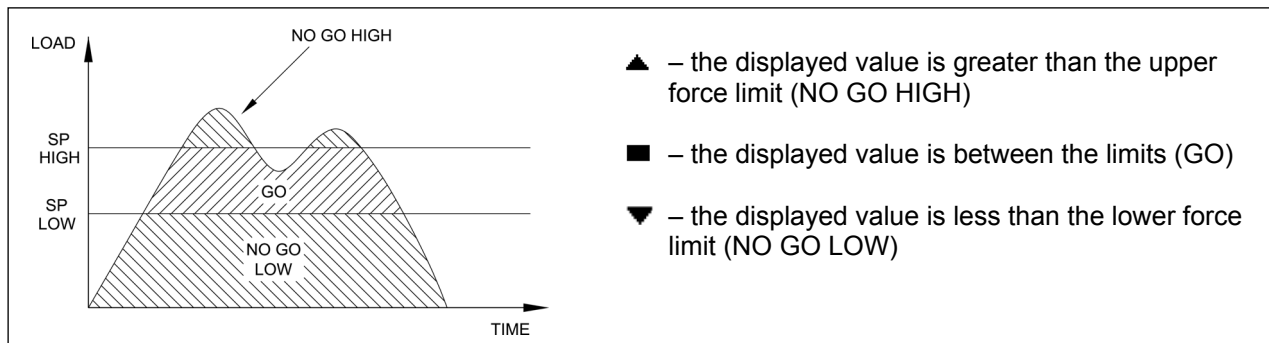 LOAD
NO GO HIGH
SP
HIGH
GO
SP
LOW
NO GO
LOW
TIME
▲ – the displayed value is greater than the upper
force limit (NO GO HIGH)
■ – the displayed value is between the limits (GO)
▼ – the displayed value is less than the lower force
limit (NO GO LOW)